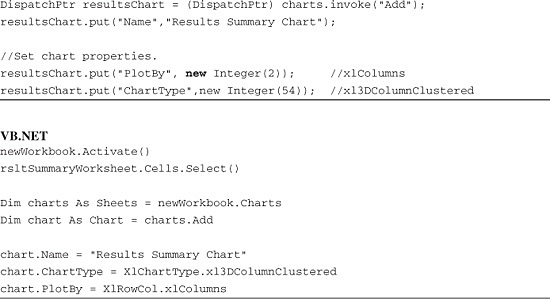 DispatchPtr resultsChart = (DispatchPtr) charts.invoke("Add");
resultsChart.put("Name","Results Summary Chart");
//Set chart properties.
resultsChart.put("PlotBy", new Integer(2));     //xlColumns
resultsChart.put("ChartType",new Integer(54));  //xl3DColumnClustered
VB.NET
newWorkbook.Activate()
rsltSummaryWorksheet.Cells.Select()
Dim charts As Sheets = newWorkbook.Charts
Dim chart As Chart = charts.Add
chart.Name = "Results Summary Chart"
chart.ChartType = XlChartType.xl3DColumnClustered
chart.PlotBy = XlRowCol.xlColumns